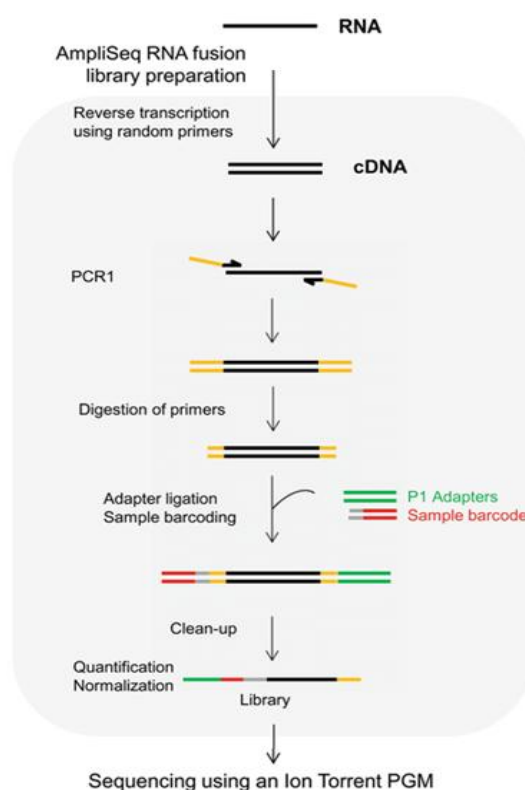 RNA
AmpliSeq RNA fusion
library preparation
Reverse transcription
using random primers
cDNA
PCR1
Digestion of primers
Adapter ligation
Sample barcoding
P1 Adapters
Sample barcode
Clean-up
Quantification
Normalization
Library
Sequencing using an Ion Torrent PGM